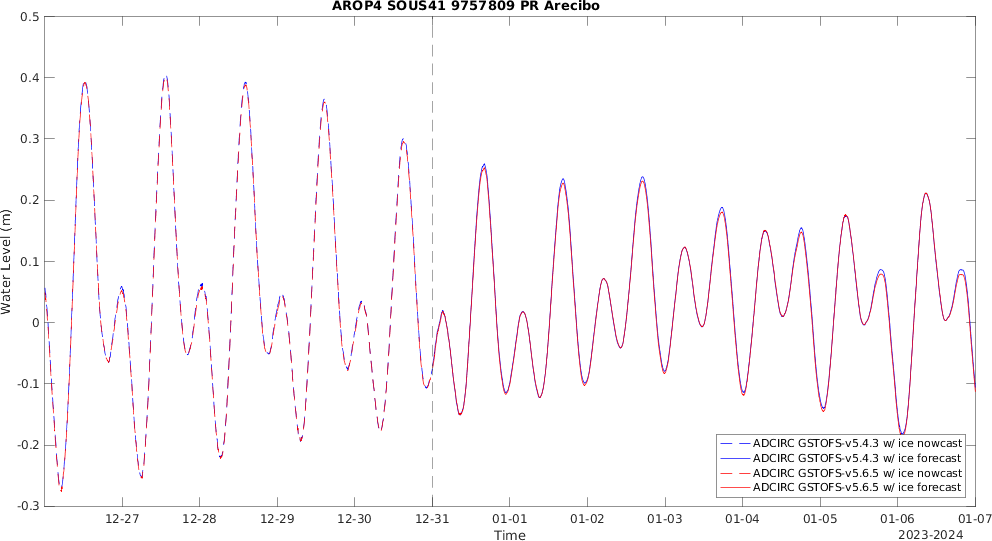 AROP4 SOUS41 9757809 PR Arecibo
0.5
0.4
0.3
0.2
0.1
0
-0.1
-0.2
-0.3
Water Level (m)
12-27 12-28 12-29 12-30 12-31 01-01 01-02 01-03 01-04 01-05 01-06 01-07
Time
2023-2024
ADCIRC GSTOFS-v5.4.3 w/ ice nowcast
ADCIRC GSTOFS-v5.4.3 w/ ice forecast
ADCIRC GSTOFS-v5.6.5 w/ ice nowcast
ADCIRC GSTOFS-v5.6.5 w/ ice forecast